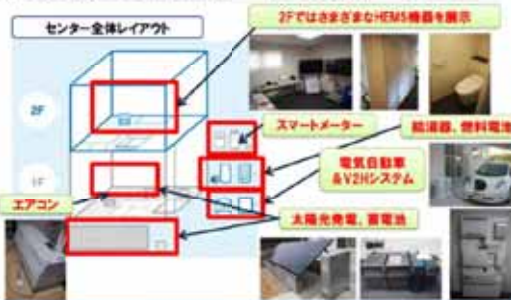 2Fではさまざまな HEMS機器を展示
センター全体レイアウト
2F
スマートメーター
給湯器、燃料電池
1F
電気自動車
&V2Hシステム
エアコン
太陽光発電、蓄電池